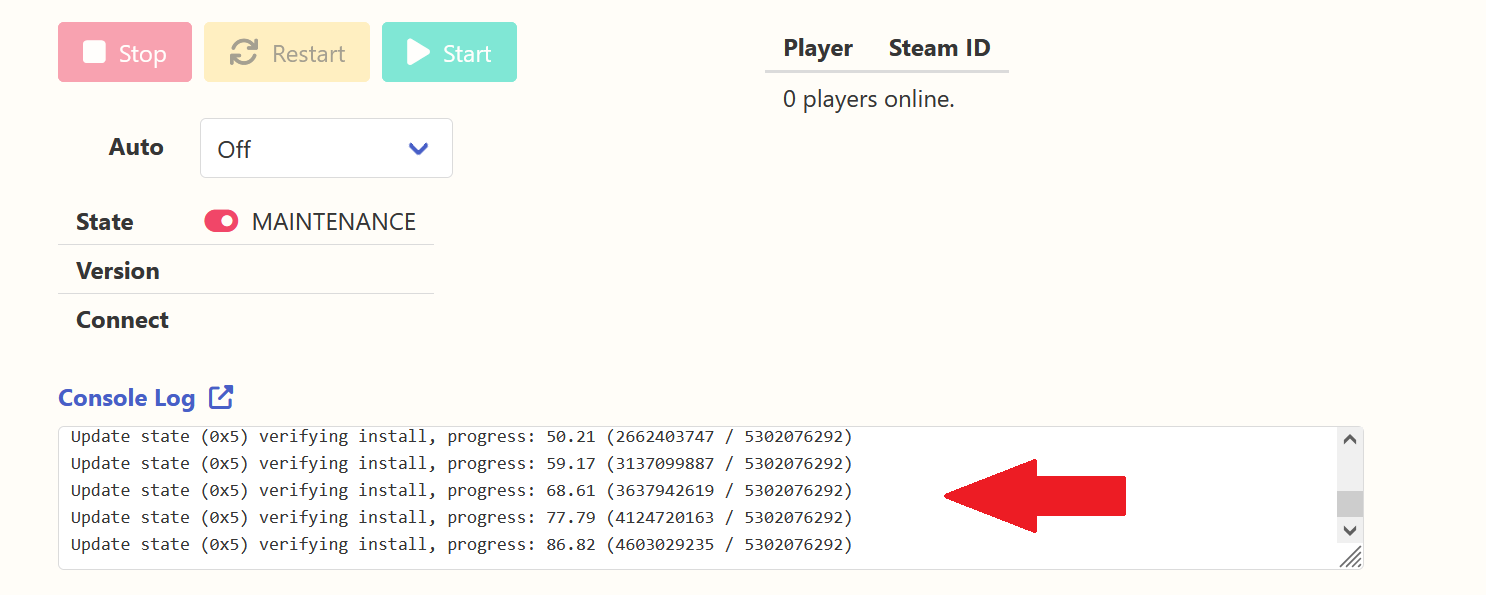 Stop Restart Start
Player Steam ID
0 players online.
Auto Off
State MAINTENANCE
Version
Connect
Console Log
Update state (0x5) verifying install, progress: 50.21 (2662403747 / 5302076292)
Update state (0x5) verifying install, progress: 59.17 (3137099887 / 5302076292)
Update state (0x5) verifying install, progress: 68.61 (3637942619 / 5302076292)
Update state (0x5) verifying install, progress: 77.79 (4124720163 / 5302076292)
Update state (0x5) verifying install, progress: 86.82 (4603029235 / 5302076292)